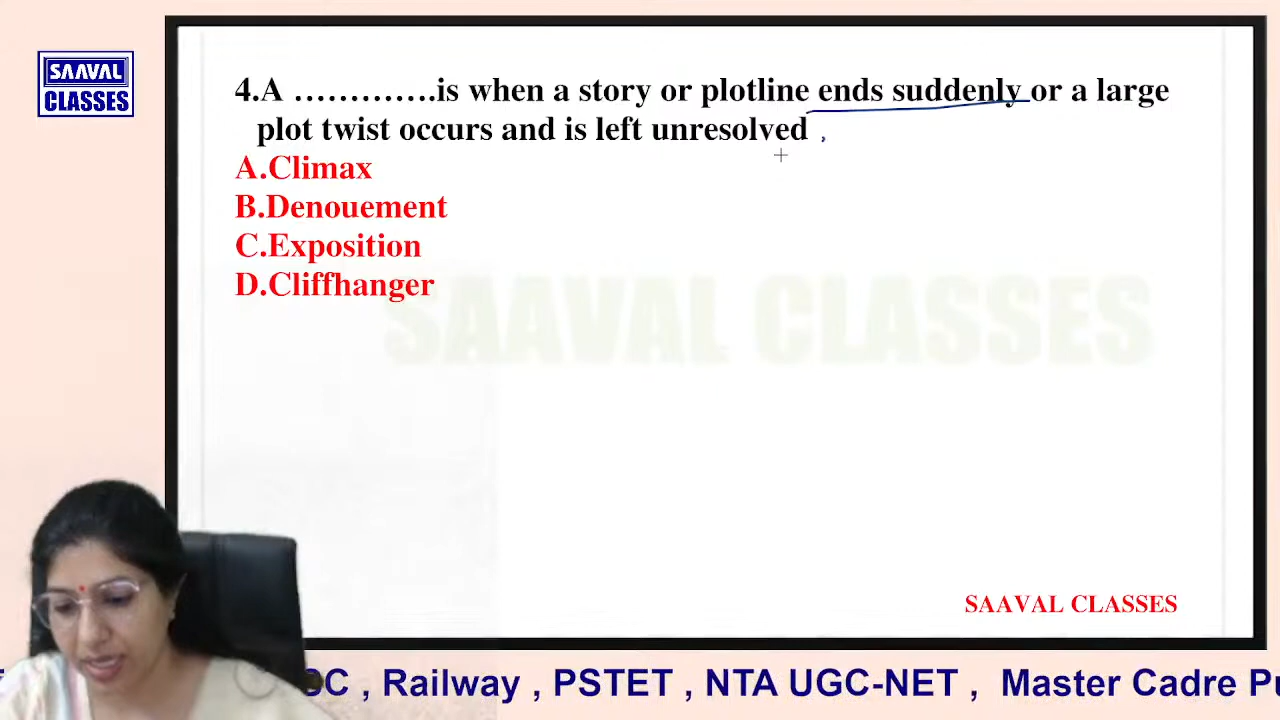 SAAVAL
CLASSES
4.A ………….is when a story or plotline ends suddenly or a large
plot twist occurs and is left unresolved
A.Climax
B.Denouement
C.Exposition
D.Cliffhanger
SAAVAL CLASSES
SAAVAL CLASSES
, Railway , PSTET , NTA UGC-NET , Master Cadre